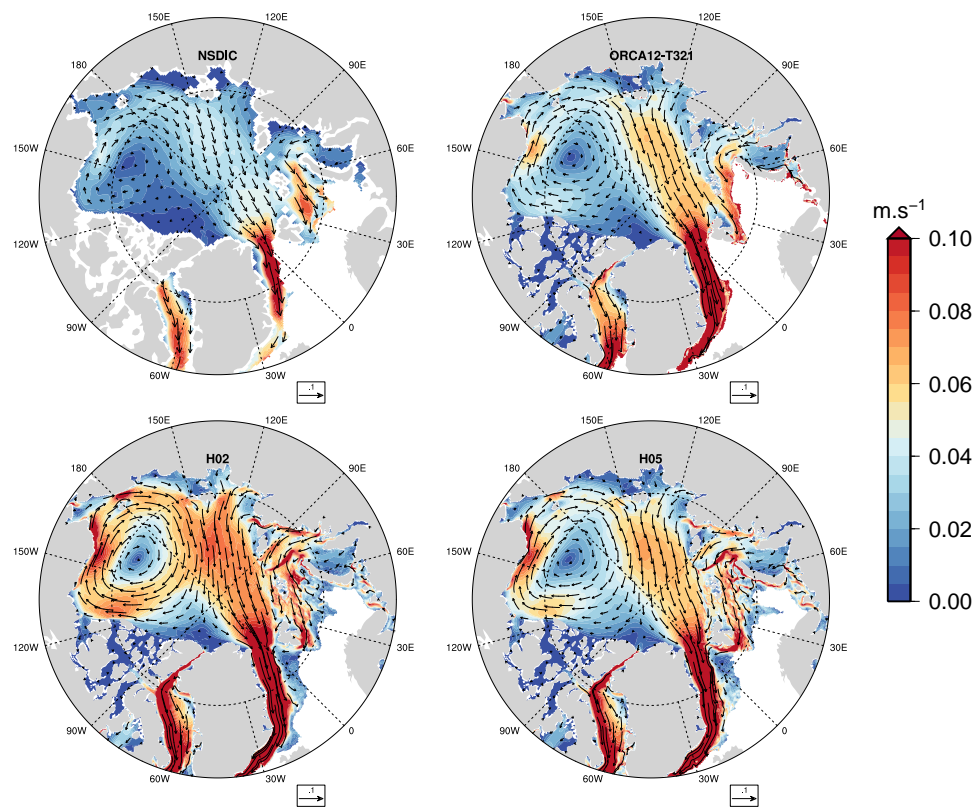 150E
120E
180
NSDIC
90E
150W
60E
120W
30E
90W
0
60W
30W
.1
150E
120E
180
ORCA12-T321
90E
150W
60E
120W
30E
90W
0
60W
30W
.1
m.s⁻¹
0.10
0.08
0.06
0.04
0.02
0.00
150E
120E
180
H02
90E
150W
60E
120W
30E
90W
0
60W
30W
.1
150E
120E
180
H05
90E
150W
60E
120W
30E
90W
0
60W
30W
.1